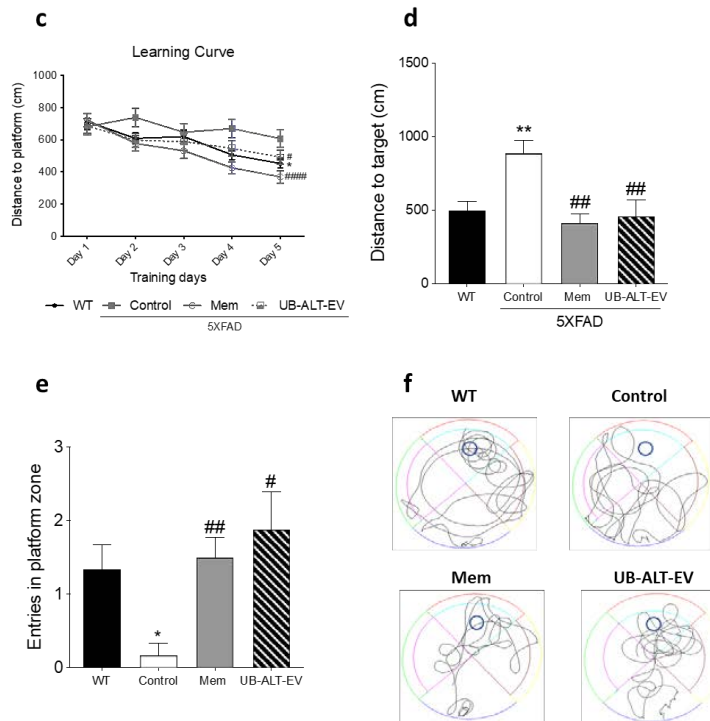 c
Learning Curve
Distance to platform (cm)
1000
800
600
400
200
0
#
*
####
Day 1
Day 2
Day 3
Day 4
Day 5
Training days
WT
Control
Mem
UB-ALT-EV
5XFAD
d
Distance to target (cm)
1500
1000
500
0
**
##
##
WT
Control
Mem
UB-ALT-EV
5XFAD
e
Entries in platform zone
3
2
1
0
*
##
#
WT
Control
Mem
UB-ALT-EV
f
WT
Control
Mem
UB-ALT-EV